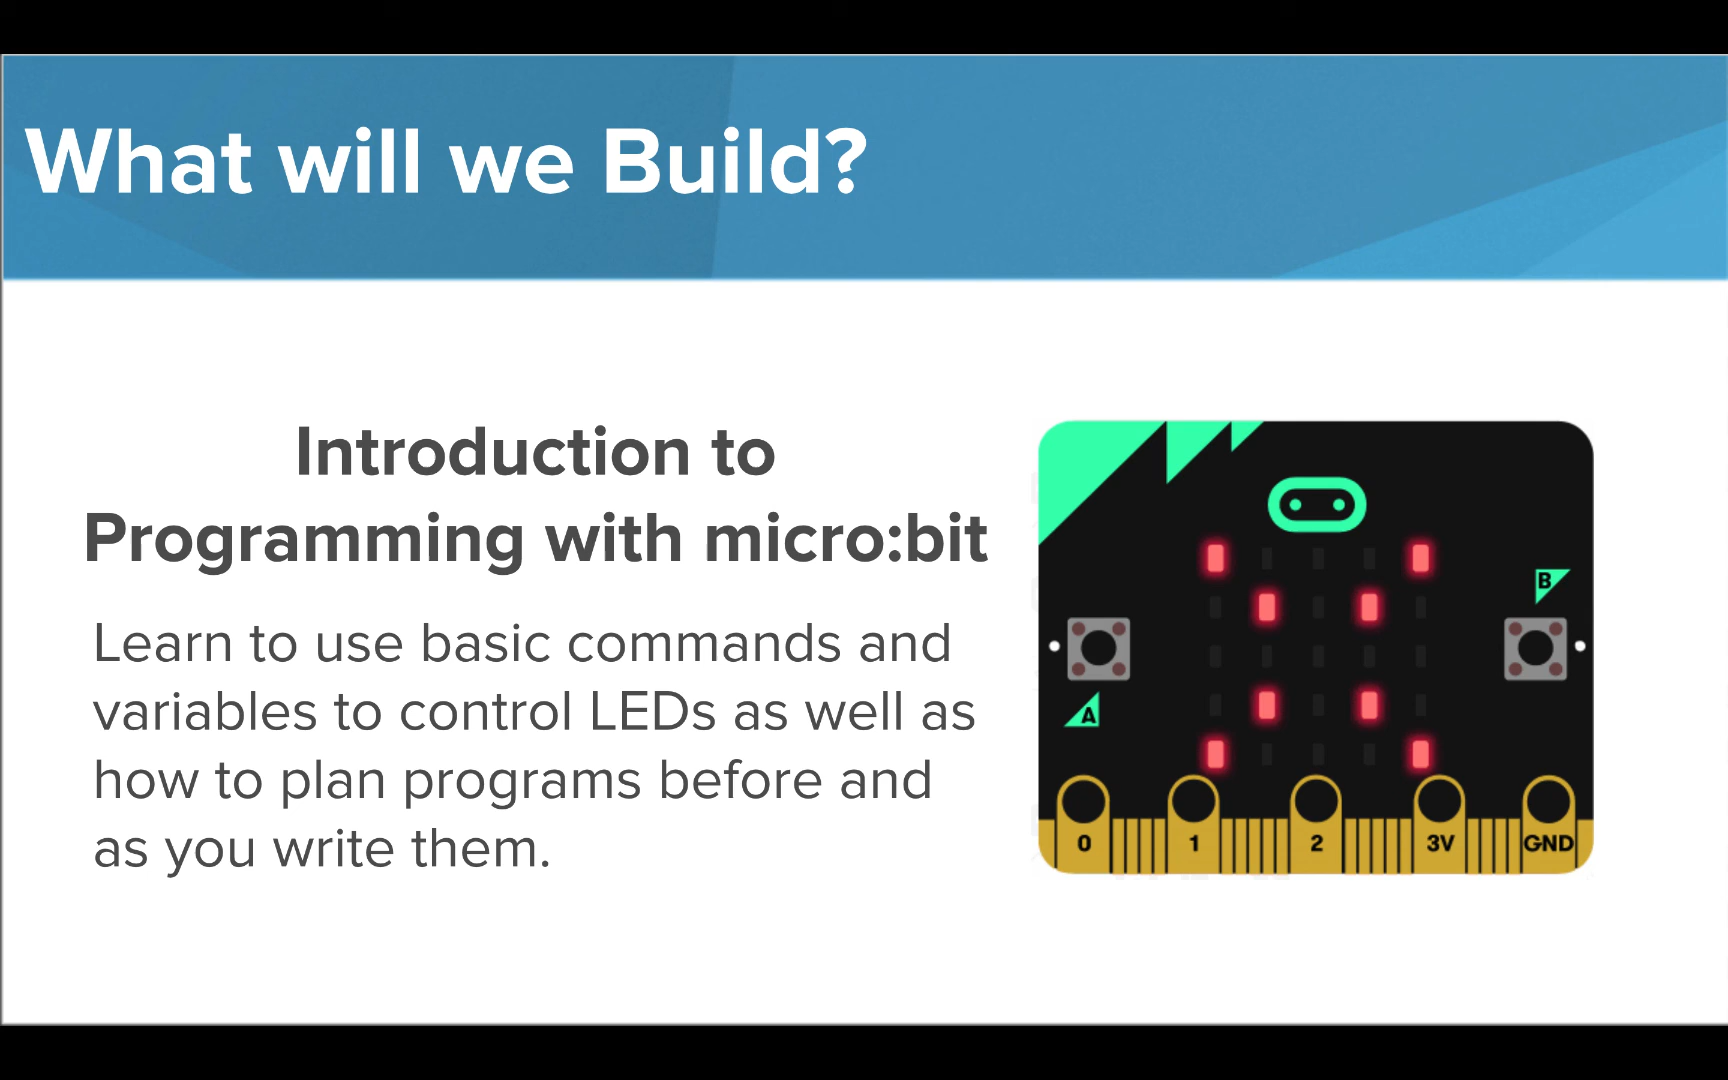 What will we Build?
Introduction to
Programming with micro:bit
Learn to use basic commands and
variables to control LEDs as well as
how to plan programs before and
as you write them.
B
A
0 1 2 3V GND